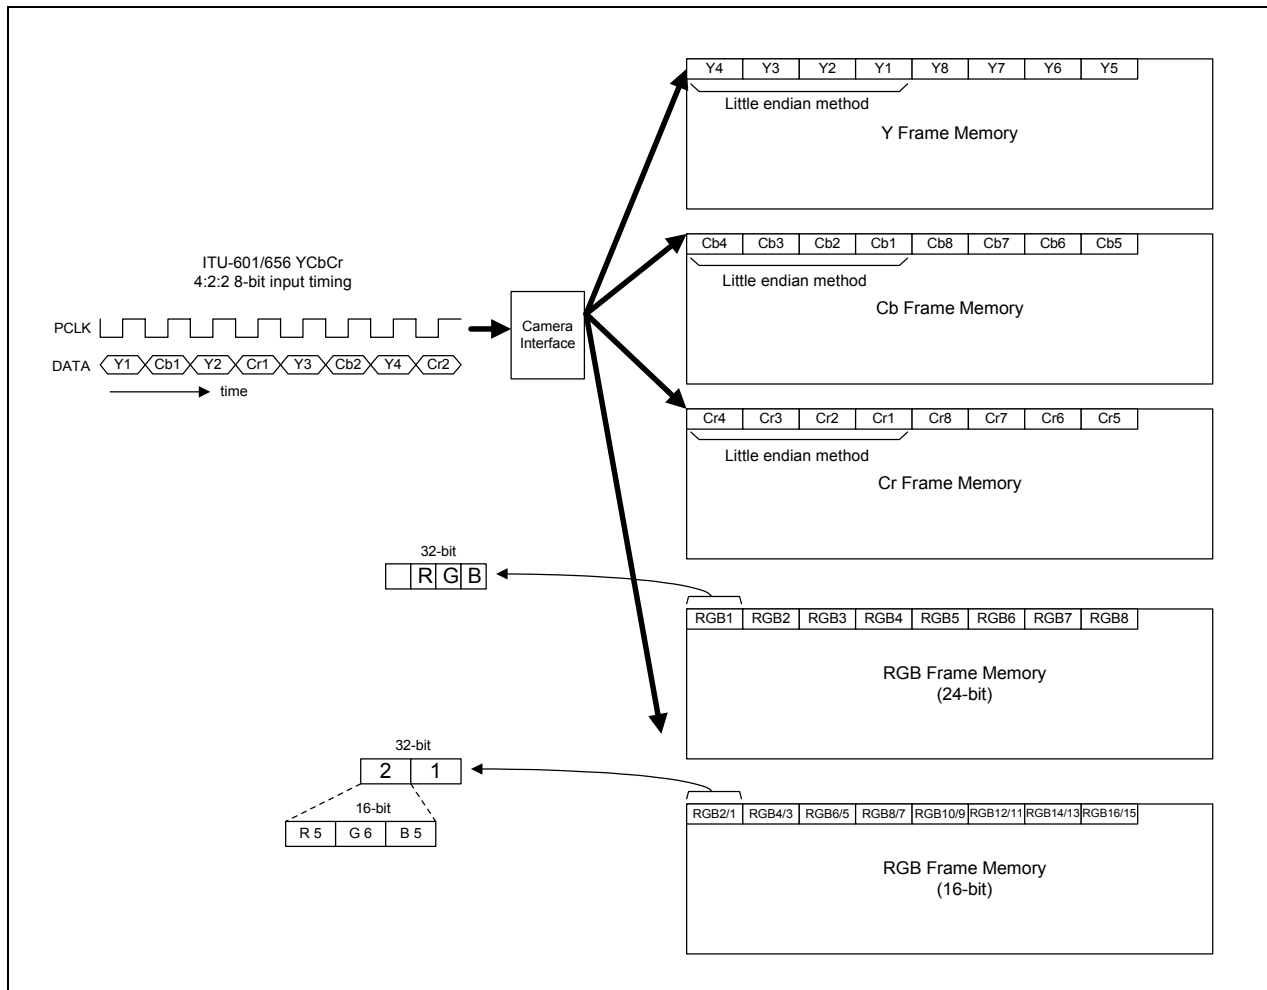 Y4 Y3 Y2 Y1 Y8 Y7 Y6 Y5
Little endian method
Y Frame Memory
Cb4 Cb3 Cb2 Cb1 Cb8 Cb7 Cb6 Cb5
Little endian method
Cb Frame Memory
ITU-601/656 YCbCr
4:2:2 8-bit input timing
PCLK
DATA Y1 Cb1 Y2 Cr1 Y3 Cb2 Y4 Cr2
time
Camera
Interface
Cr4 Cr3 Cr2 Cr1 Cr8 Cr7 Cr6 Cr5
Little endian method
Cr Frame Memory
32-bit
R G B
RGB1 RGB2 RGB3 RGB4 RGB5 RGB6 RGB7 RGB8
RGB Frame Memory
(24-bit)
32-bit
2 1
16-bit
R 5 G 6 B 5
RGB2/1 RGB4/3 RGB6/5 RGB8/7 RGB10/9 RGB12/11 RGB14/13 RGB16/15
RGB Frame Memory
(16-bit)